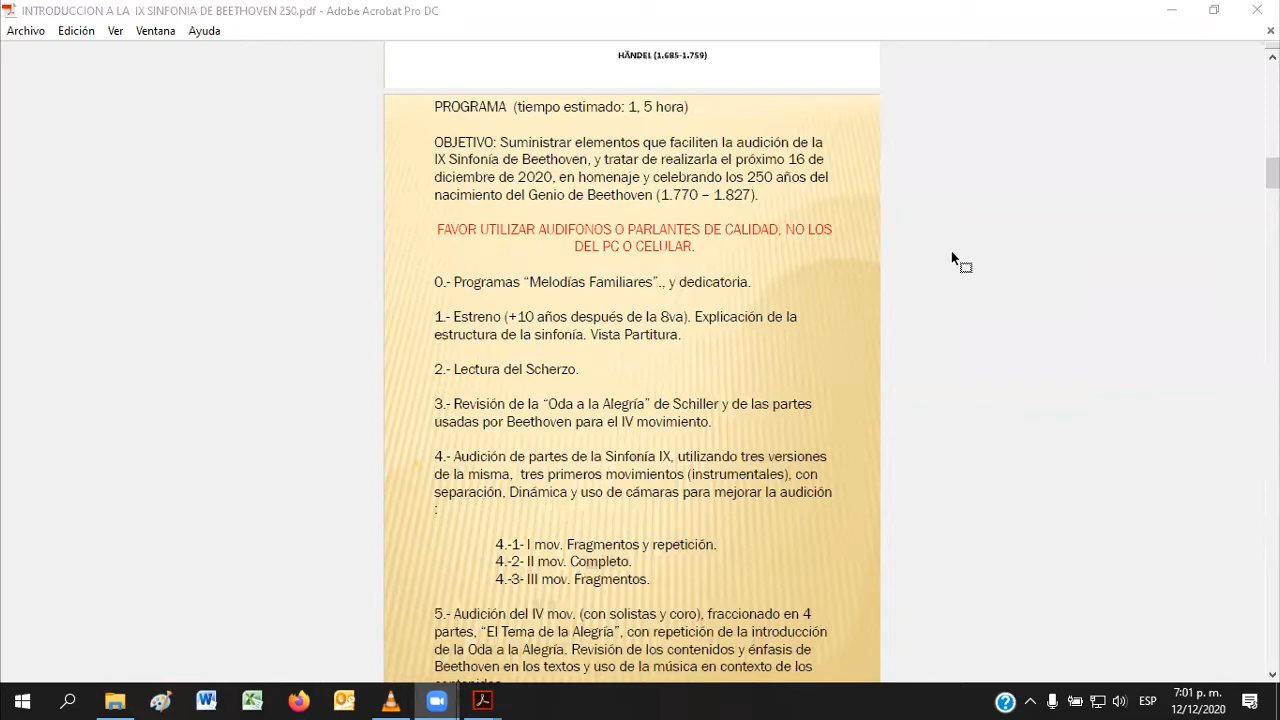 INTRODUCCION A LA IX SINFONIA DE BEETHOVEN 250.pdf - Adobe Acrobat Pro DC
Archivo Edición Ver Ventana Ayuda
HÄNDEL (1.685-1.759)
PROGRAMA (tiempo estimado: 1, 5 hora)
OBJETIVO: Suministrar elementos que faciliten la audición de la
IX Sinfonía de Beethoven, y tratar de realizarla el próximo 16 de
diciembre de 2020, en homenaje y celebrando los 250 años del
nacimiento del Genio de Beethoven (1.770 – 1.827).
FAVOR UTILIZAR AUDIFONOS O PARLANTES DE CALIDAD, NO LOS
DEL PC O CELULAR.
0.- Programas “Melodías Familiares”., y dedicatoria.
1.- Estreno (+10 años después de la 8va). Explicación de la
estructura de la sinfonía. Vista Partitura.
2.- Lectura del Scherzo.
3.- Revisión de la “Oda a la Alegría” de Schiller y de las partes
usadas por Beethoven para el IV movimiento.
4.- Audición de partes de la Sinfonía IX, utilizando tres versiones
de la misma, tres primeros movimientos (instrumentales), con
separación, Dinámica y uso de cámaras para mejorar la audición
:
4.-1- I mov. Fragmentos y repetición.
4.-2- II mov. Completo.
4.-3- III mov. Fragmentos.
5.- Audición del IV mov. (con solistas y coro), fraccionado en 4
partes, “El Tema de la Alegría”, con repetición de la introducción
de la Oda a la Alegría. Revisión de los contenidos y énfasis de
Beethoven en los textos y uso de la música en contexto de los
contenidos.
ESP
7:01 p. m.
12/12/2020